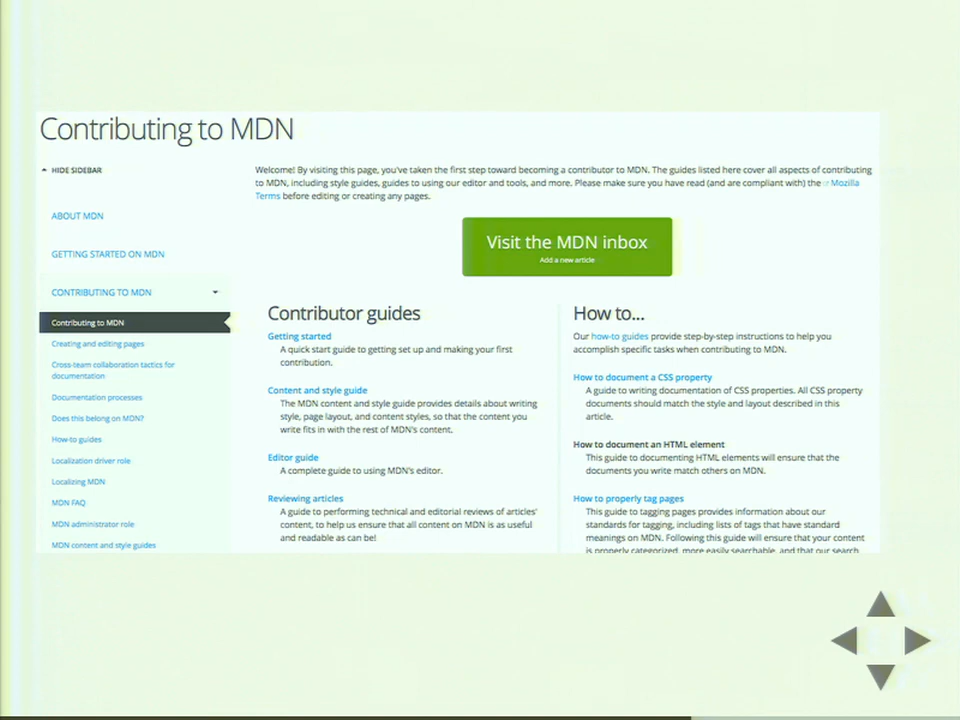 Contributing to MDN
HIDE SIDEBAR
ABOUT MDN
GETTING STARTED ON MDN
CONTRIBUTING TO MDN
Contributing to MDN
Creating and editing pages
Cross-team collaboration tactics for
documentation
Documentation processes
Does this belong on MDN?
How-to guides
Localization driver role
Localizing MDN
MDN FAQ
MDN administrator role
MDN content and style guides
Welcome! By visiting this page, you've taken the first step toward becoming a contributor to MDN. The guides listed here cover all aspects of contributing
to MDN, including style guides, guides to using our editor and tools, and more. Please make sure you have read (and are compliant with) the Mozilla
Terms before editing or creating any pages.
Visit the MDN inbox
Add a new article
Contributor guides
Getting started
A quick start guide to getting set up and making your first
contribution.
Content and style guide
The MDN content and style guide provides details about writing
style, page layout, and content styles, so that the content you
write fits in with the rest of MDN's content.
Editor guide
A complete guide to using MDN's editor.
Reviewing articles
A guide to performing technical and editorial reviews of articles'
content, to help us ensure that all content on MDN is as useful
and readable as can be!
How to...
Our how-to guides provide step-by-step instructions to help you
accomplish specific tasks when contributing to MDN.
How to document a CSS property
A guide to writing documentation of CSS properties. All CSS property
documents should match the style and layout described in this
article.
How to document an HTML element
This guide to documenting HTML elements will ensure that the
documents you write match others on MDN.
How to properly tag pages
This guide to tagging pages provides information about our
standards for tagging, including lists of tags that have standard
meanings on MDN. Following this guide will ensure that your content
is properly categorized, more easily searchable, and that our search